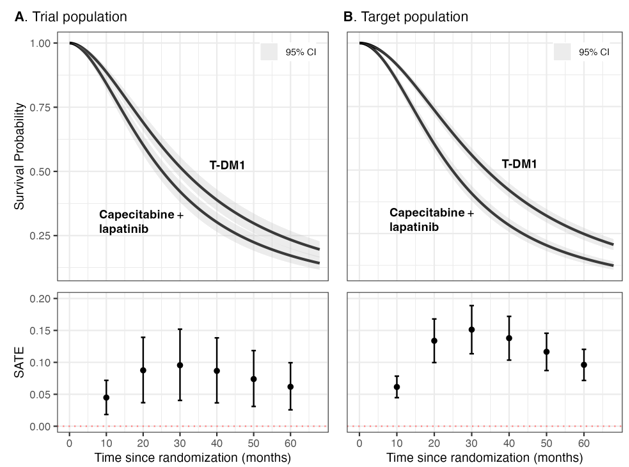 A. Trial population
B. Target population
1.00
0.75
0.50
0.25
Survival Probability
95% CI
T-DM1
Capecitabine +
lapatinib
95% CI
T-DM1
Capecitabine +
lapatinib
0.20
0.15
0.10
0.05
0.00
SATE
0 10 20 30 40 50 60
Time since randomization (months)
0 10 20 30 40 50 60
Time since randomization (months)